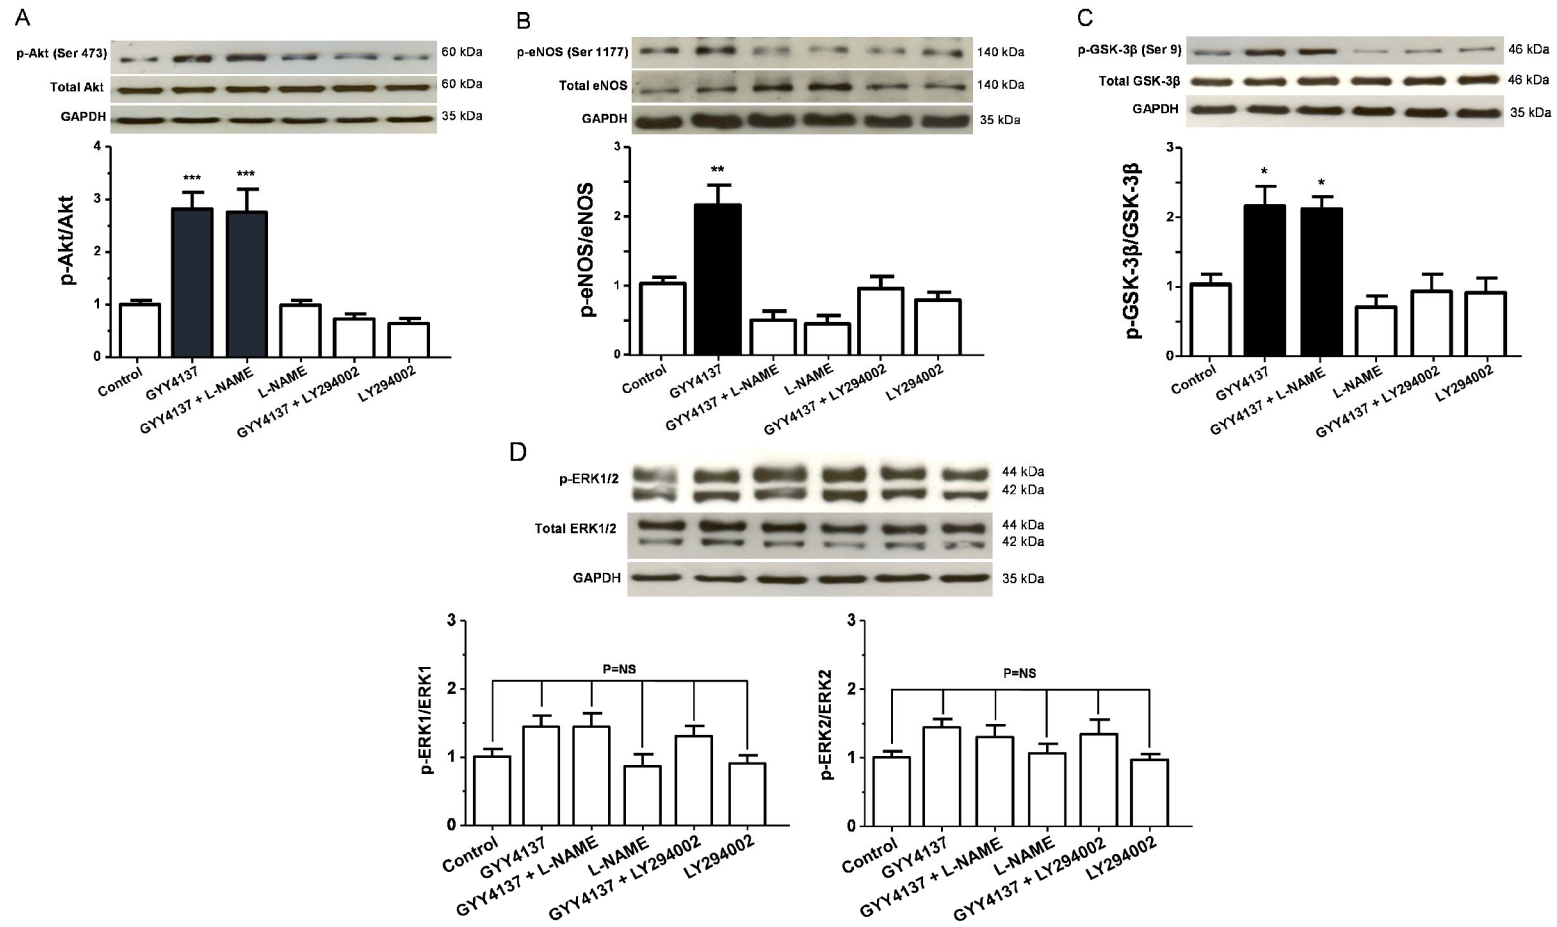 A
p-Akt (Ser 473) 60 kDa
Total Akt 60 kDa
GAPDH 35 kDa
p-Akt/Akt
4
3
2
1
0
*** ***
Control GYY4137 GYY4137 + L-NAME L-NAME GYY4137 + LY294002 LY294002
B
p-eNOS (Ser 1177) 140 kDa
Total eNOS 140 kDa
GAPDH 35 kDa
p-eNOS/eNOS
3
2
1
0
**
Control GYY4137 GYY4137 + L-NAME L-NAME GYY4137 + LY294002 LY294002
C
p-GSK-3β (Ser 9) 46 kDa
Total GSK-3β 46 kDa
GAPDH 35 kDa
p-GSK-3β/GSK-3β
3
2
1
0
* *
Control GYY4137 GYY4137 + L-NAME L-NAME GYY4137 + LY294002 LY294002
D
p-ERK1/2 44 kDa
42 kDa
Total ERK1/2 44 kDa
42 kDa
GAPDH 35 kDa
p-ERK1/ERK1
3
2
1
0
P=NS
Control GYY4137 GYY4137 + L-NAME L-NAME GYY4137 + LY294002 LY294002
p-ERK2/ERK2
3
2
1
0
P=NS
Control GYY4137 GYY4137 + L-NAME L-NAME GYY4137 + LY294002 LY294002